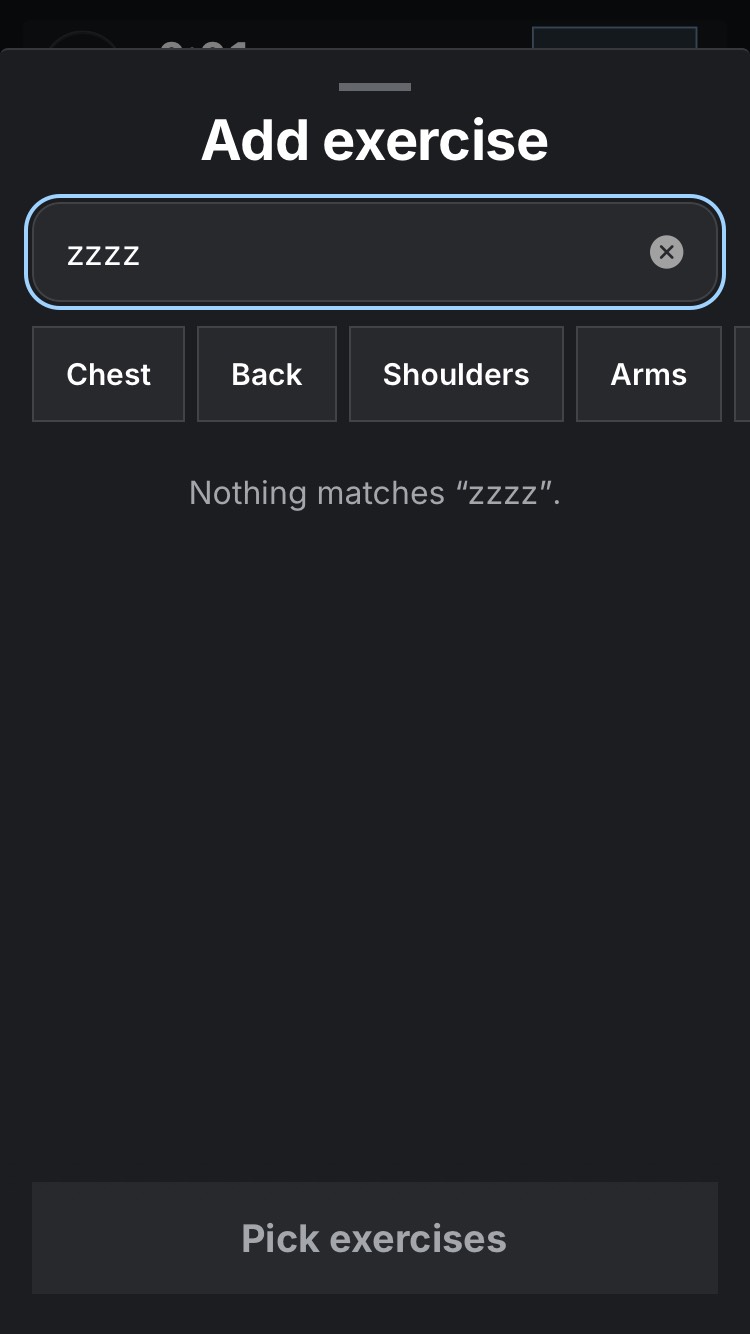 Add exercise
zzzz
Chest Back Shoulders Arms
Nothing matches “zzzz”.
Pick exercises